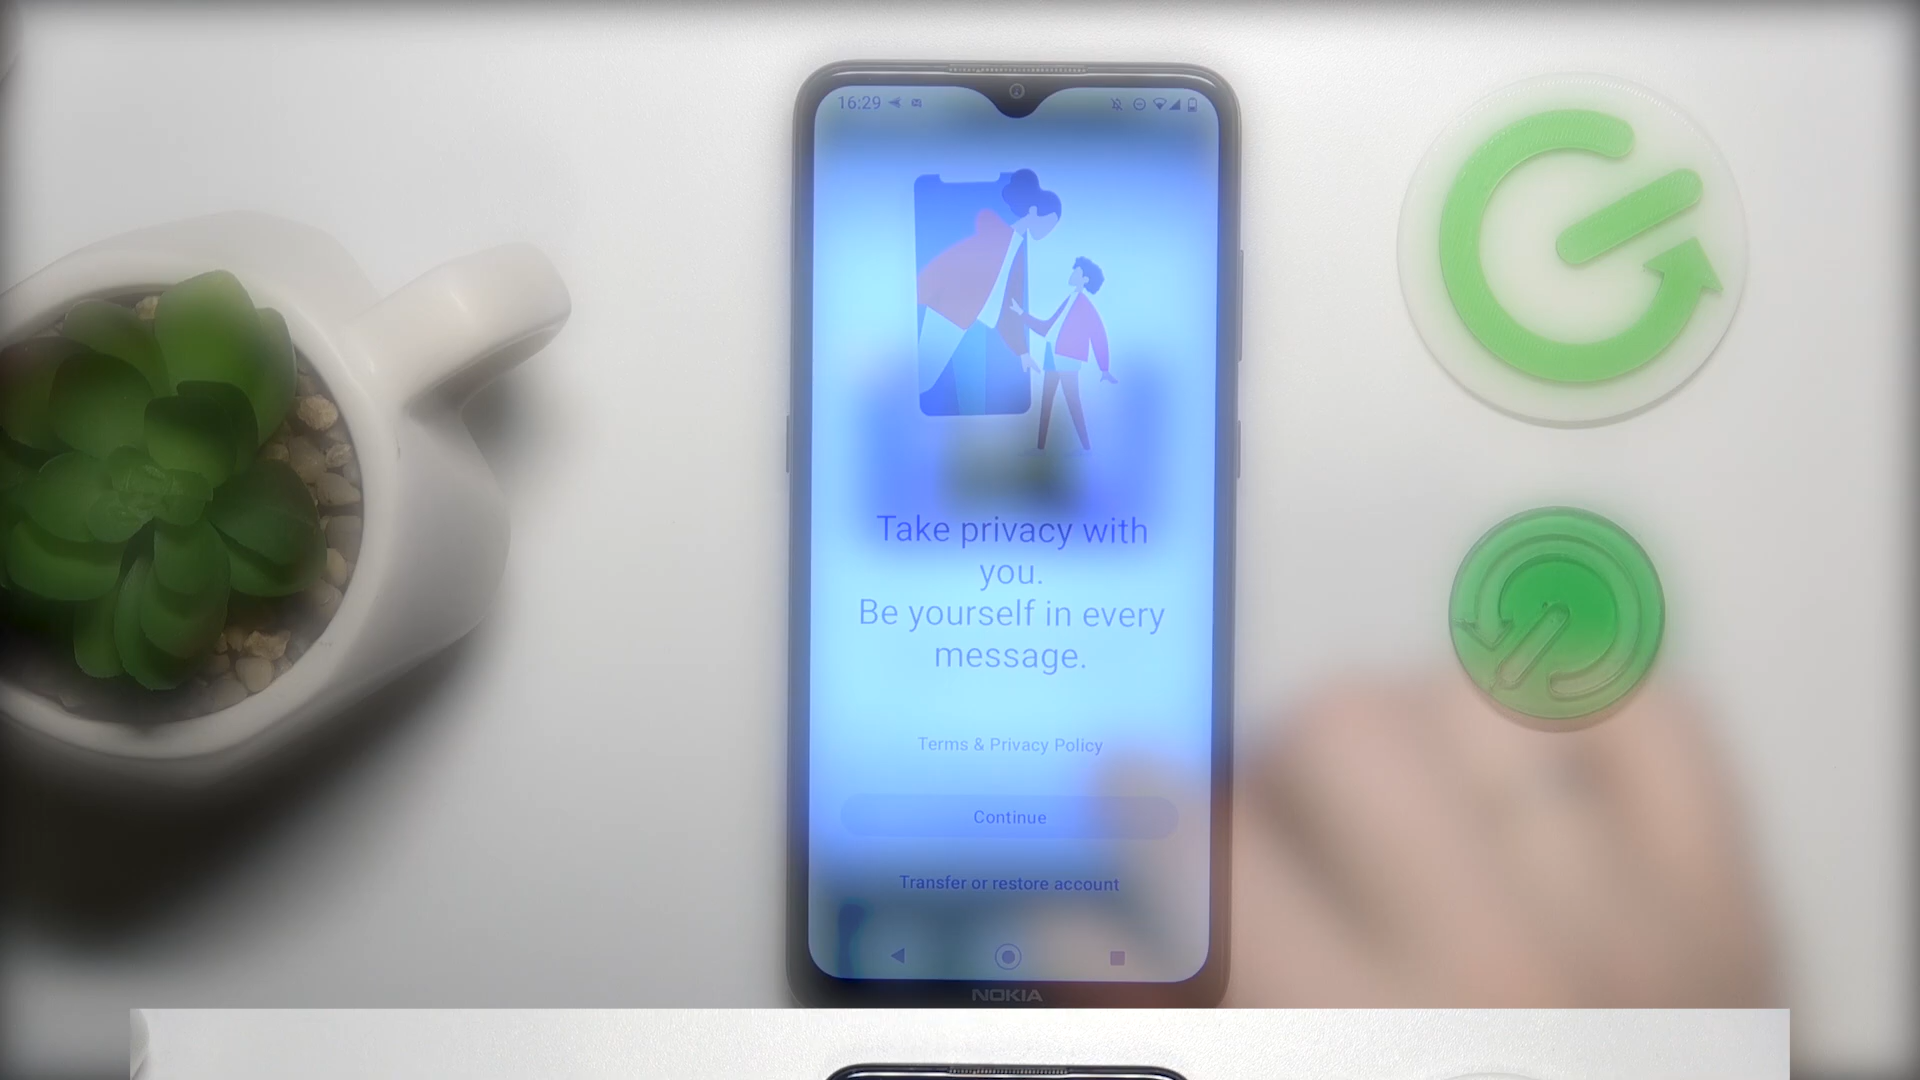 16:29
Take privacy with
you.
Be yourself in every
message.
Terms & Privacy Policy
Continue
Transfer or restore account
NOKIA